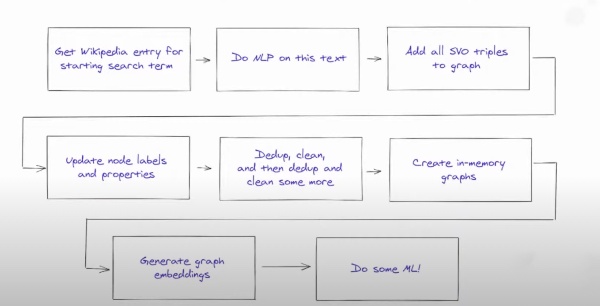 Get Wikipedia entry for
starting search term
Do NLP on this text
Add all SVO triples
to graph
Update node labels
and properties
Dedup, clean,
and then dedup and
clean some more
Create in-memory
graphs
Generate graph
embeddings
Do some ML!